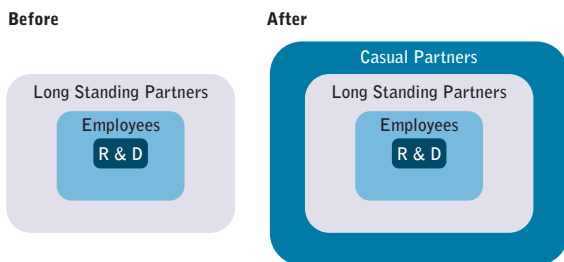 Before
Long Standing Partners
Employees
R & D
After
Casual Partners
Long Standing Partners
Employees
R & D